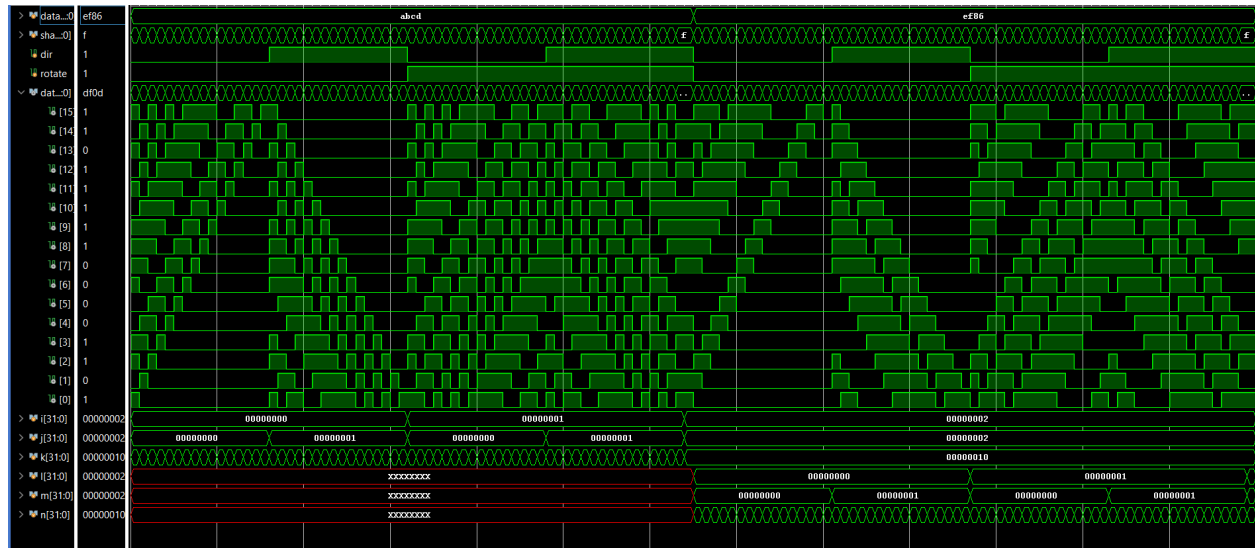 data...:0] ef86 abcd ef86
sha...:0] f f f
dir 1
rotate 1
dat...:0] df0d .. ..
[15] 1
[14] 1
[13] 0
[12] 1
[11] 1
[10] 1
[9] 1
[8] 1
[7] 0
[6] 0
[5] 0
[4] 0
[3] 1
[2] 1
[1] 0
[0] 1
i[31:0] 00000002 00000000 00000001 00000002
j[31:0] 00000002 00000000 00000001 00000000 00000001 00000002
k[31:0] 00000010 00000010
l[31:0] 00000002 xxxxxxxx 00000000 00000001
m[31:0] 00000002 xxxxxxxx 00000000 00000001 00000000 00000001
n[31:0] 00000010 xxxxxxxx